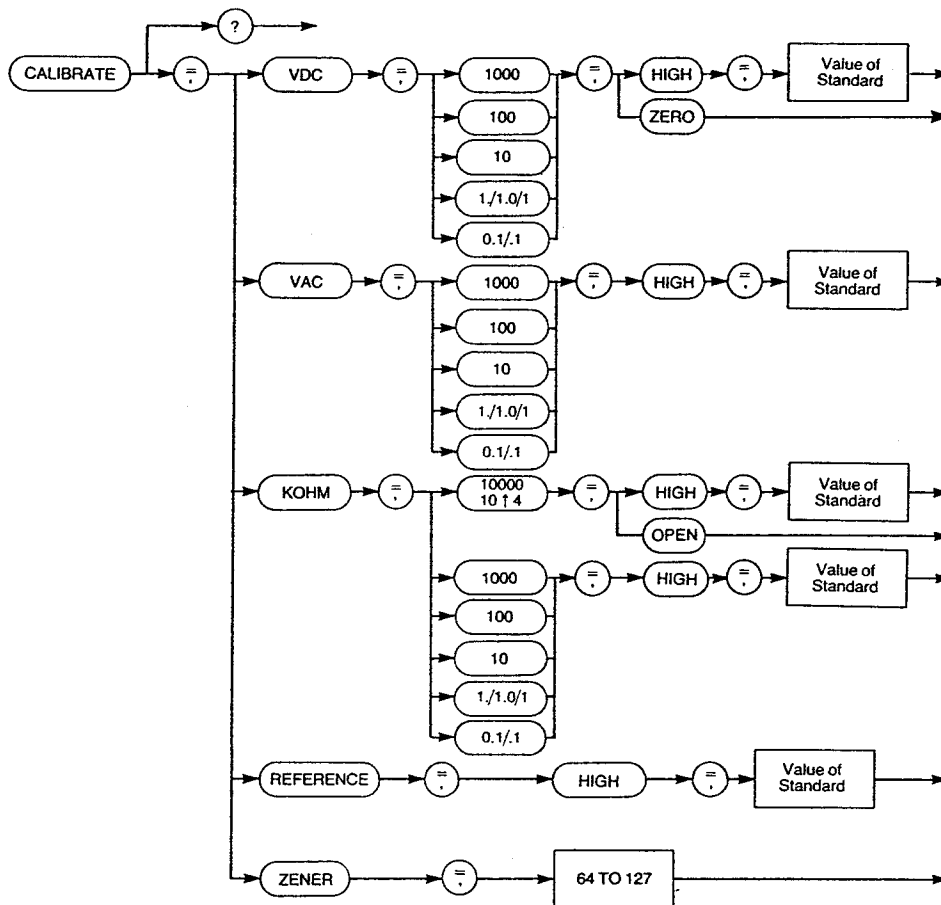 ?
CALIBRATE = , VDC = , 1000 = , HIGH = , Value of Standard
100 ZERO
10
1./1.0/1
0.1/.1
VAC = , 1000 = , HIGH = , Value of Standard
100
10
1./1.0/1
0.1/.1
KOHM = , 10000 10 ↑ 4 = , HIGH = , Value of Standard
OPEN
1000 = , HIGH = , Value of Standard
100
10
1./1.0/1
0.1/.1
REFERENCE = , HIGH = , Value of Standard
ZENER = , 64 TO 127